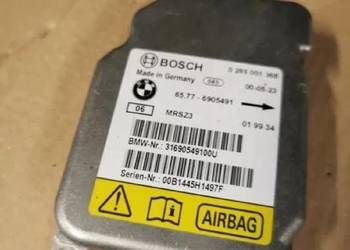 BOSCH 0 285 001 368
Made in Germany 00-05-23
65.77 - 6905491
06 MRSZ3 01 99 34
BMW-Nr.: 31690549100U
Serien-Nr.: 00B1445H1497F
AIRBAG